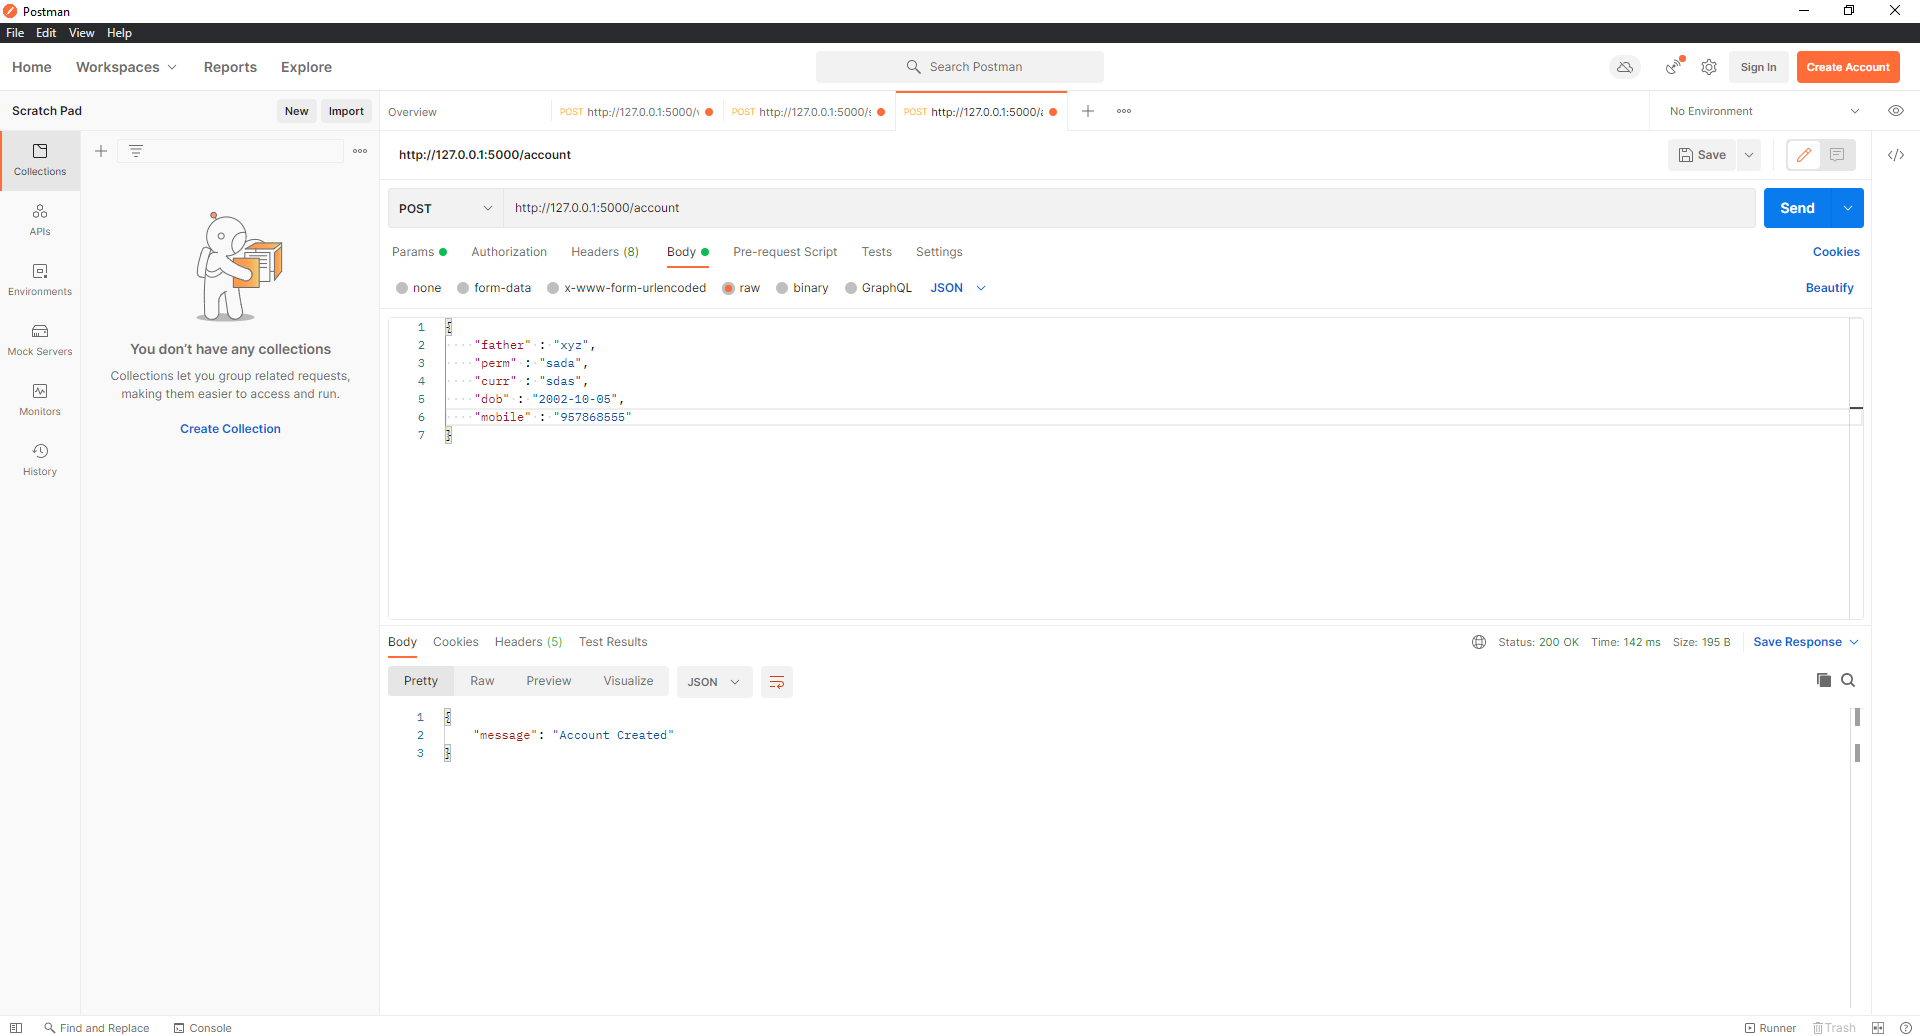 Postman
File Edit View Help
Home Workspaces Reports Explore
Search Postman
Sign In
Create Account
Scratch Pad
New
Import
Overview
POST http://127.0.0.1:5000/
POST http://127.0.0.1:5000/
POST http://127.0.0.1:5000/a
No Environment
Collections
APIs
Environments
Mock Servers
Monitors
History
You don't have any collections
Collections let you group related requests,
making them easier to access and run.
Create Collection
http://127.0.0.1:5000/account
Save
POST
http://127.0.0.1:5000/account
Send
Params Authorization Headers (8) Body Pre-request Script Tests Settings
Cookies
none form-data x-www-form-urlencoded raw binary GraphQL JSON
Beautify
1 {
2 "father" : "xyz",
3 "perm" : "sada",
4 "curr" : "sdas",
5 "dob" : "2002-10-05",
6 "mobile" : "957868555"
7 }
Body Cookies Headers (5) Test Results
Status: 200 OK Time: 142 ms Size: 195 B
Save Response
Pretty Raw Preview Visualize JSON
1 {
2 "message": "Account Created"
3 }
Find and Replace Console
Runner Trash